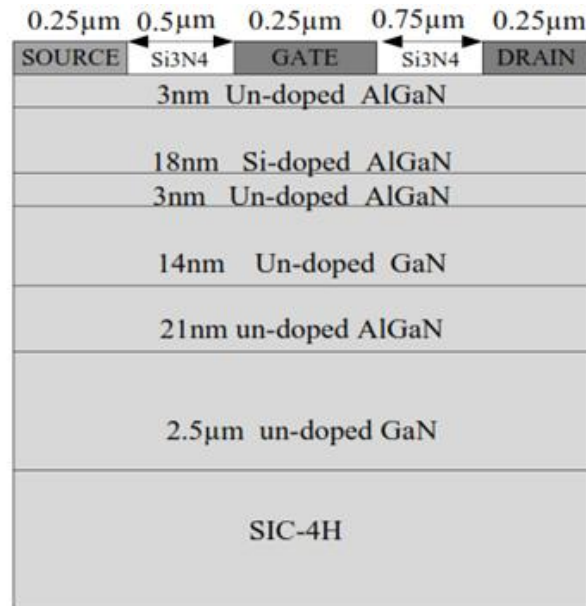 0.25μm 0.5μm 0.25μm 0.75μm 0.25μm
SOURCE Si3N4 GATE Si3N4 DRAIN
3nm Un-doped AlGaN
18nm Si-doped AlGaN
3nm Un-doped AlGaN
14nm Un-doped GaN
21nm un-doped AlGaN
2.5μm un-doped GaN
SIC-4H